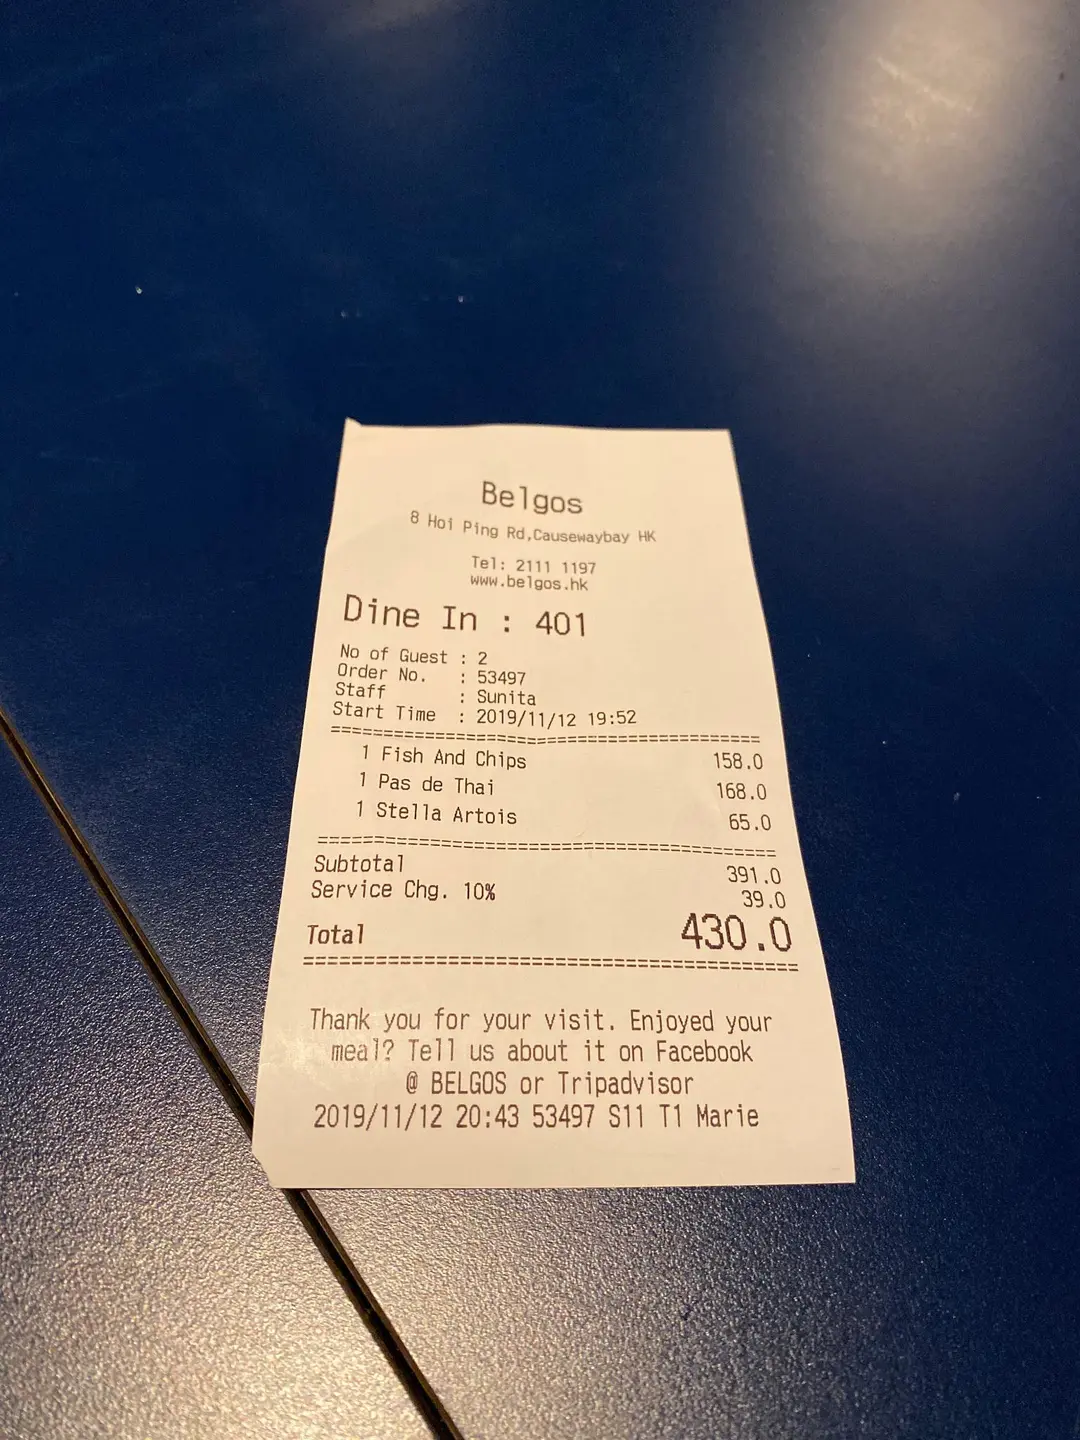 Belgos
8 Hoi Ping Rd,Causewaybay HK
Tel: 2111 1197
www.belgos.hk
Dine In : 401
No of Guest : 2
Order No. : 53497
Staff : Sunita
Start Time : 2019/11/12 19:52
1 Fish And Chips 158.0
1 Pas de Thai 168.0
1 Stella Artois 65.0
Subtotal 391.0
Service Chg. 10% 39.0
Total 430.0
Thank you for your visit. Enjoyed your
meal? Tell us about it on Facebook
@ BELGOS or Tripadvisor
2019/11/12 20:43 53497 S11 T1 Marie